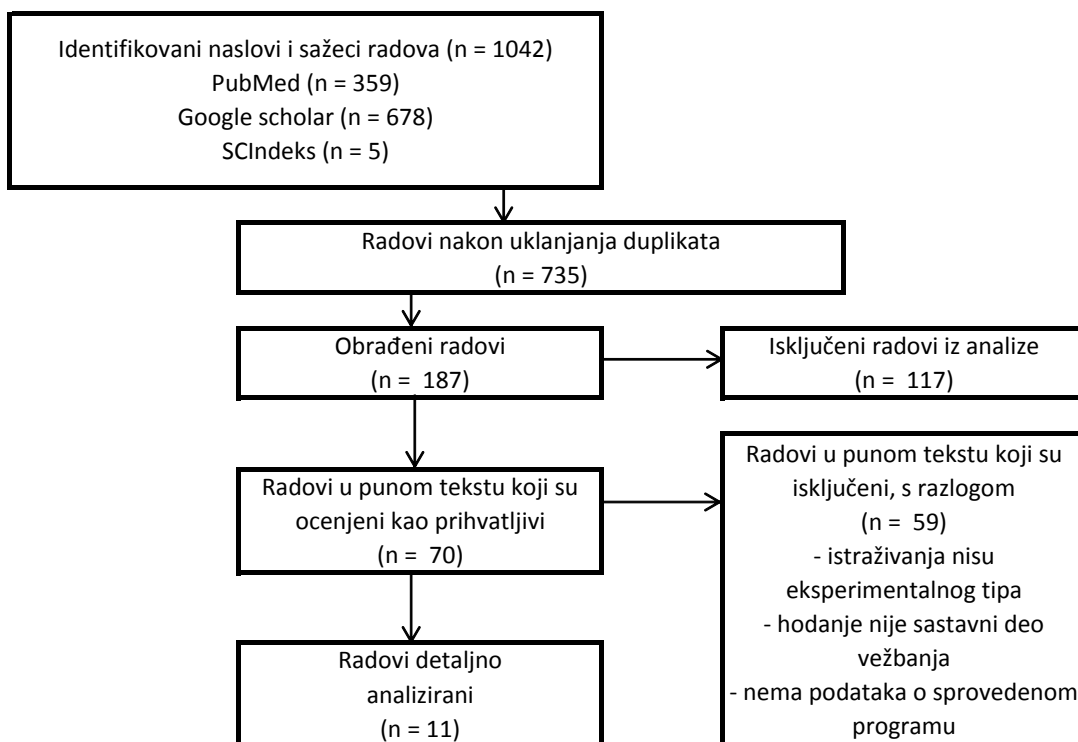 Identifikovani naslovi i sažeci radova (n = 1042)
PubMed (n = 359)
Google scholar (n = 678)
SCIndeks (n = 5)
Radovi nakon uklanjanja duplikata
(n = 735)
Obrađeni radovi
(n = 187)
Isključeni radovi iz analize
(n = 117)
Radovi u punom tekstu koji su
ocenjeni kao prihvatljivi
(n = 70)
Radovi u punom tekstu koji su
isključeni, s razlogom
(n = 59)
- istraživanja nisu
eksperimentalnog tipa
- hodanje nije sastavni deo
vežbanja
- nema podataka o sprovedenom
programu
Radovi detaljno
analizirani
(n = 11)